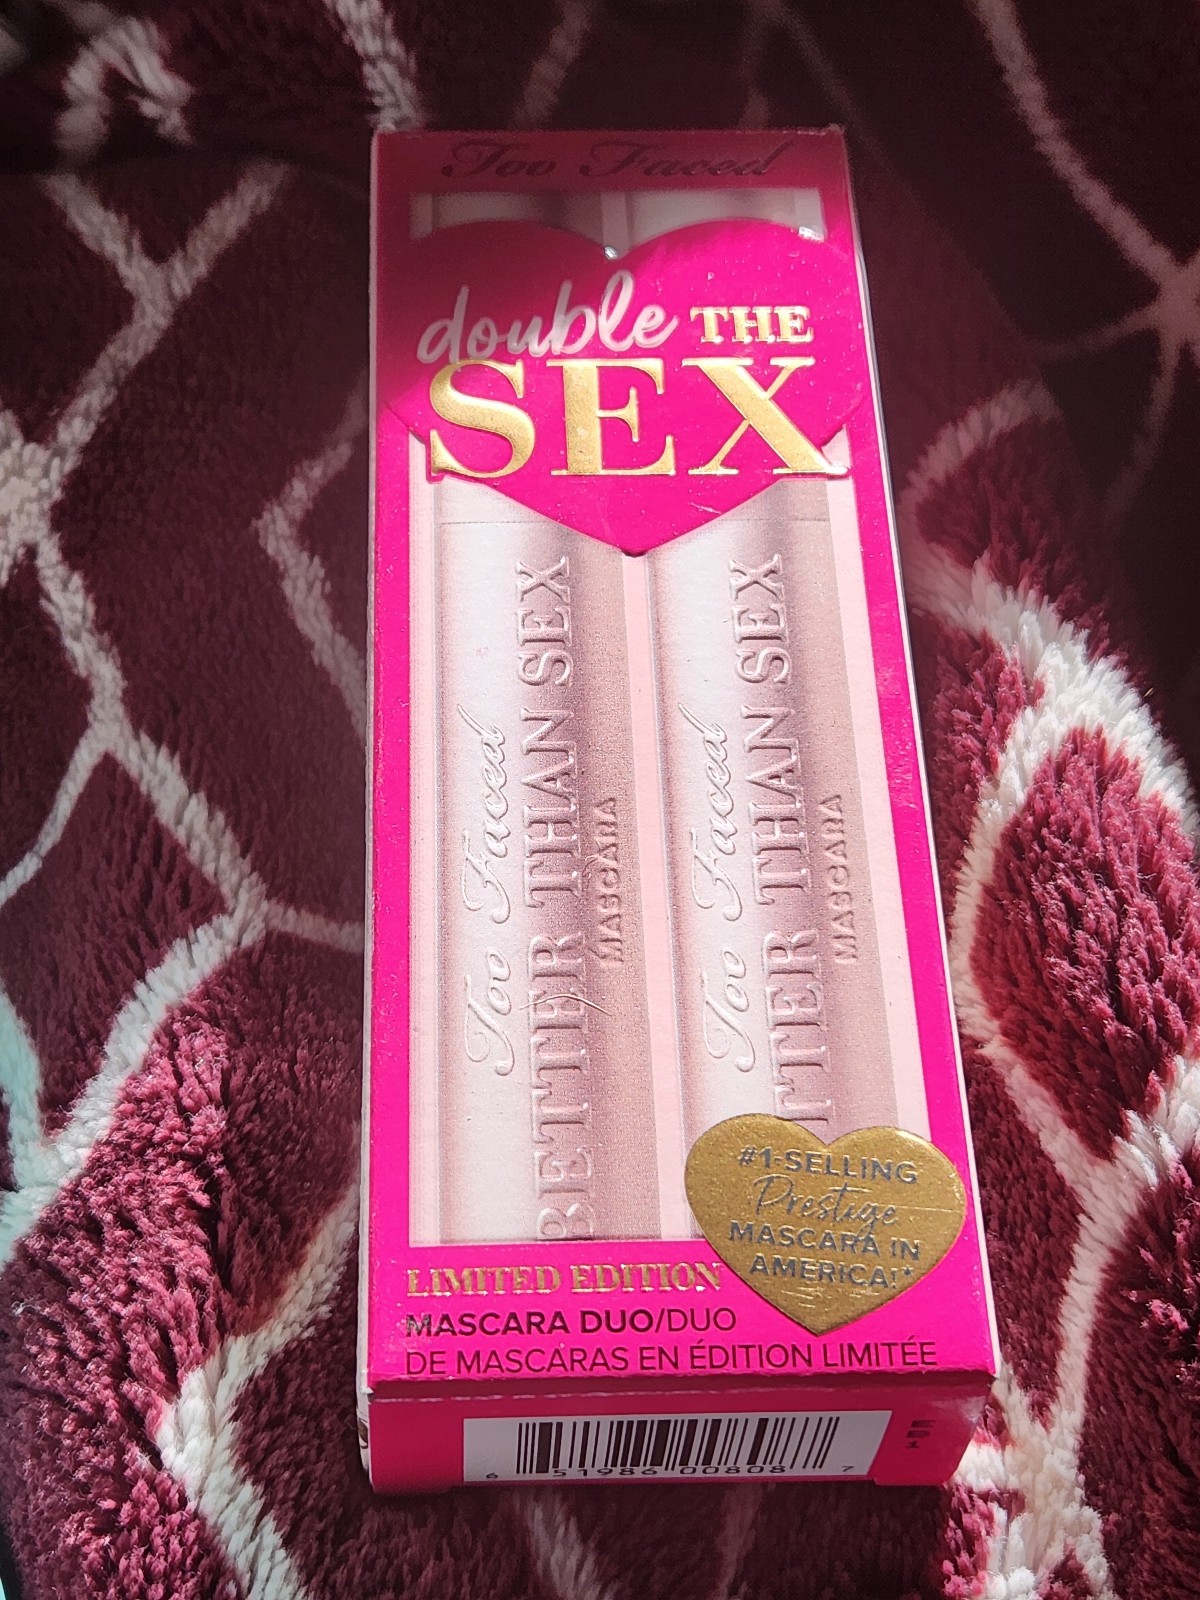 Too Faced
double THE
SEX
Too Faced
BETTER THAN SEX
MASCARA
Too Faced
TTER THAN SEX
MASCARA
#1-SELLING
Prestige
MASCARA IN
AMERICA!*
LIMITED EDITION
MASCARA DUO/DUO
DE MASCARAS EN ÉDITION LIMITÉE
6 51986 00808 7